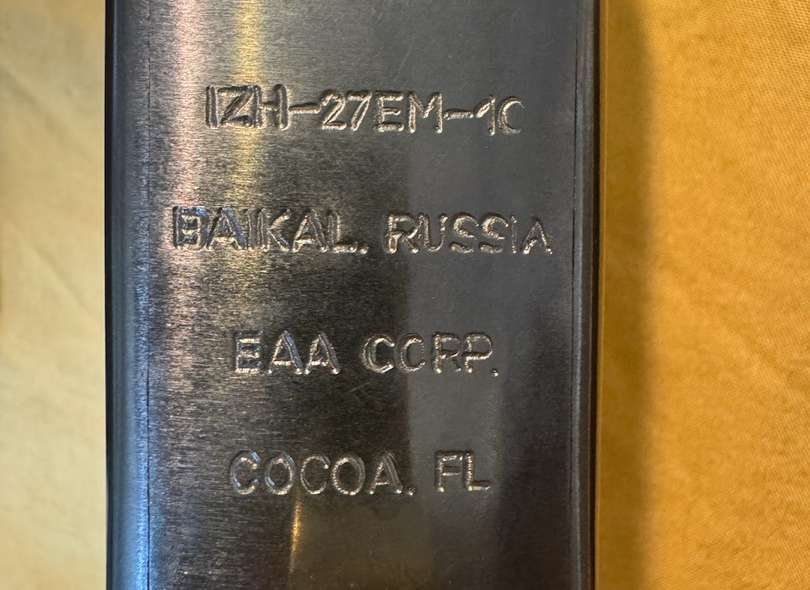 IZH-27EM-1C
BAIKAL, RUSSIA
EAA CORP.
COCOA, FL